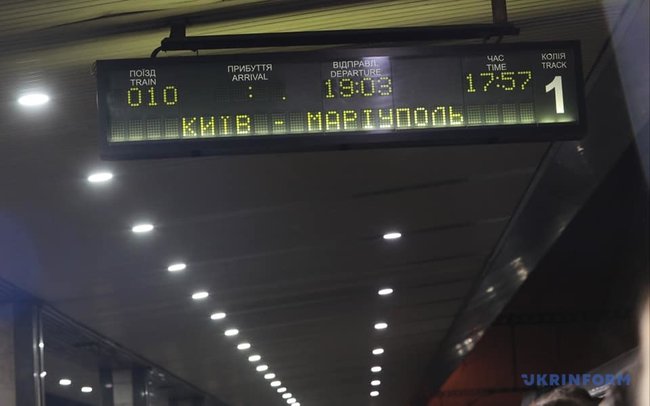 ПОЇЗД ПРИБУТТЯ ВІДПРАВЛ. ЧАС КОЛІЯ
TRAIN ARRIVAL DEPARTURE TIME TRACK
010 : . 19:03 17:57 1
КИЇВ - МАРІУПОЛЬ
UKRINFORM